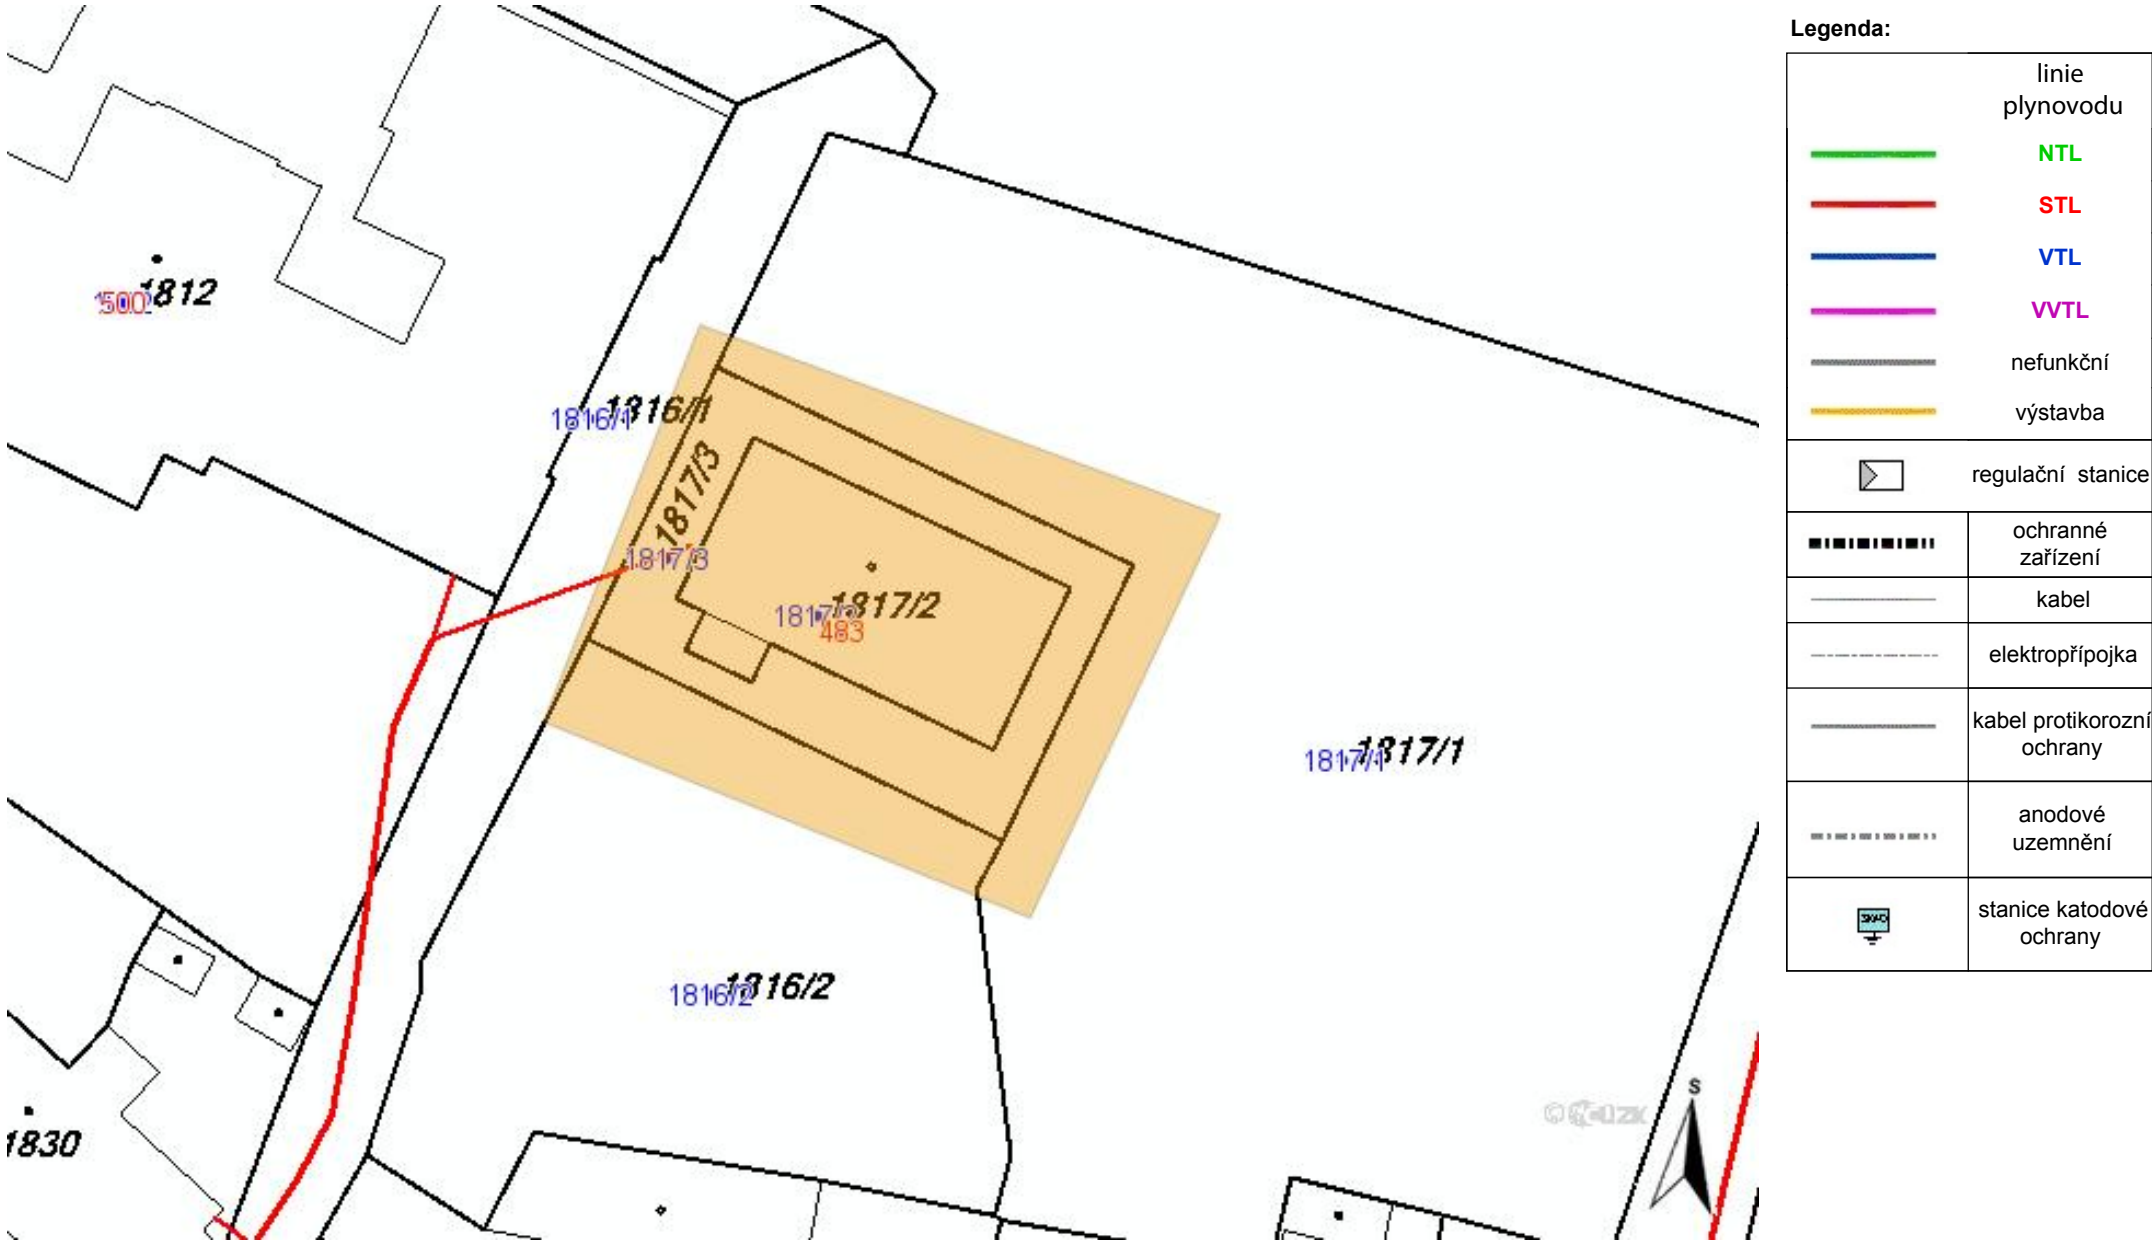 Legenda:
linie
plynovodu
NTL
STL
VTL
VVTL
nefunkční
výstavba
regulační stanice
ochranné
zařízení
kabel
elektropřípojka
kabel protikorozní
ochrany
anodové
uzemnění
stanice katodové
ochrany
1812
500
1816/1
1816/1
1817/3
1817/3
1817/2
1817/2
483
1817/1
1817/1
1816/2
1816/2
1830
S